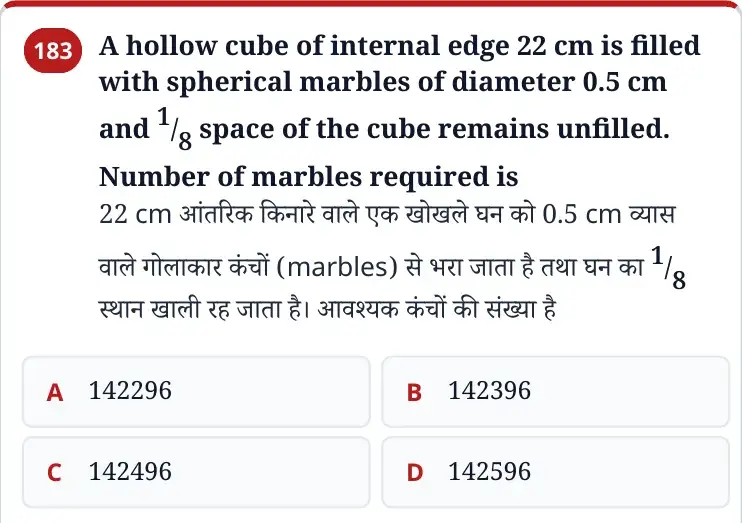 183 A hollow cube of internal edge 22 cm is filled
with spherical marbles of diameter 0.5 cm
and 1/8 space of the cube remains unfilled.
Number of marbles required is
22 cm आंतरिक किनारे वाले एक खोखले घन को 0.5 cm व्यास
वाले गोलाकार कंचों (marbles) से भरा जाता है तथा घन का 1/8
स्थान खाली रह जाता है। आवश्यक कंचों की संख्या है
A 142296
B 142396
C 142496
D 142596